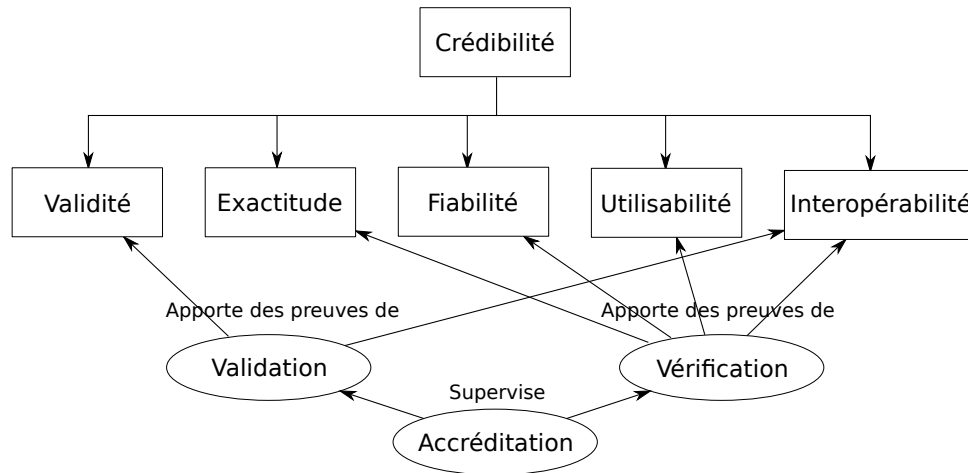 Crédibilité
Validité
Exactitude
Fiabilité
Utilisabilité
Interopérabilité
Apporte des preuves de
Apporte des preuves de
Validation
Vérification
Supervise
Accréditation